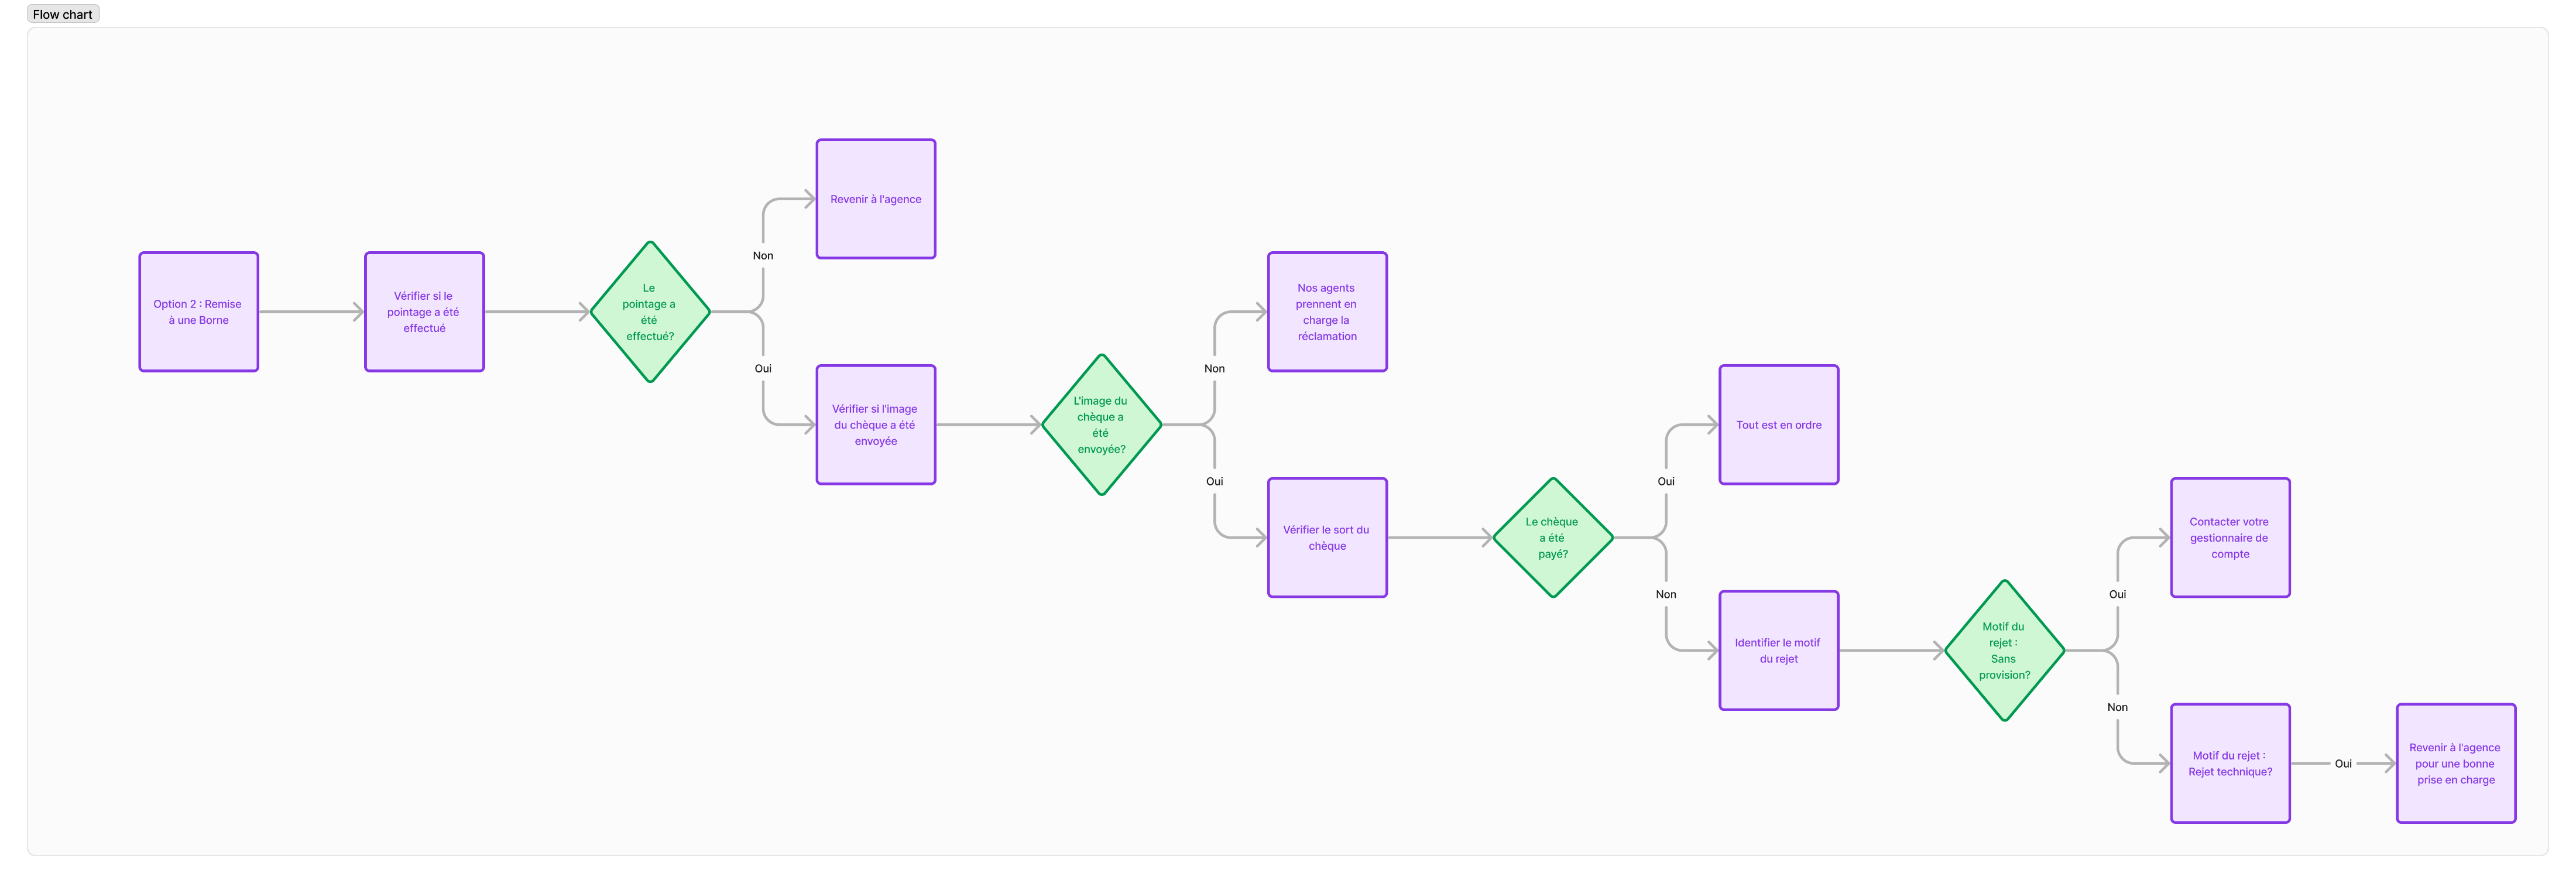 Flow chart
Option 2 : Remise
à une Borne
Vérifier si le
pointage a été
effectué
Le
pointage a
été
effectué?
Non
Revenir à l'agence
Oui
Vérifier si l'image
du chèque a été
envoyée
L'image du
chèque a
été
envoyée?
Non
Nos agents
prennent en
charge la
réclamation
Oui
Vérifier le sort du
chèque
Le chèque
a été
payé?
Oui
Tout est en ordre
Non
Identifier le motif
du rejet
Motif du
rejet :
Sans
provision?
Oui
Contacter votre
gestionnaire de
compte
Non
Motif du rejet :
Rejet technique?
Oui
Revenir à l'agence
pour une bonne
prise en charge